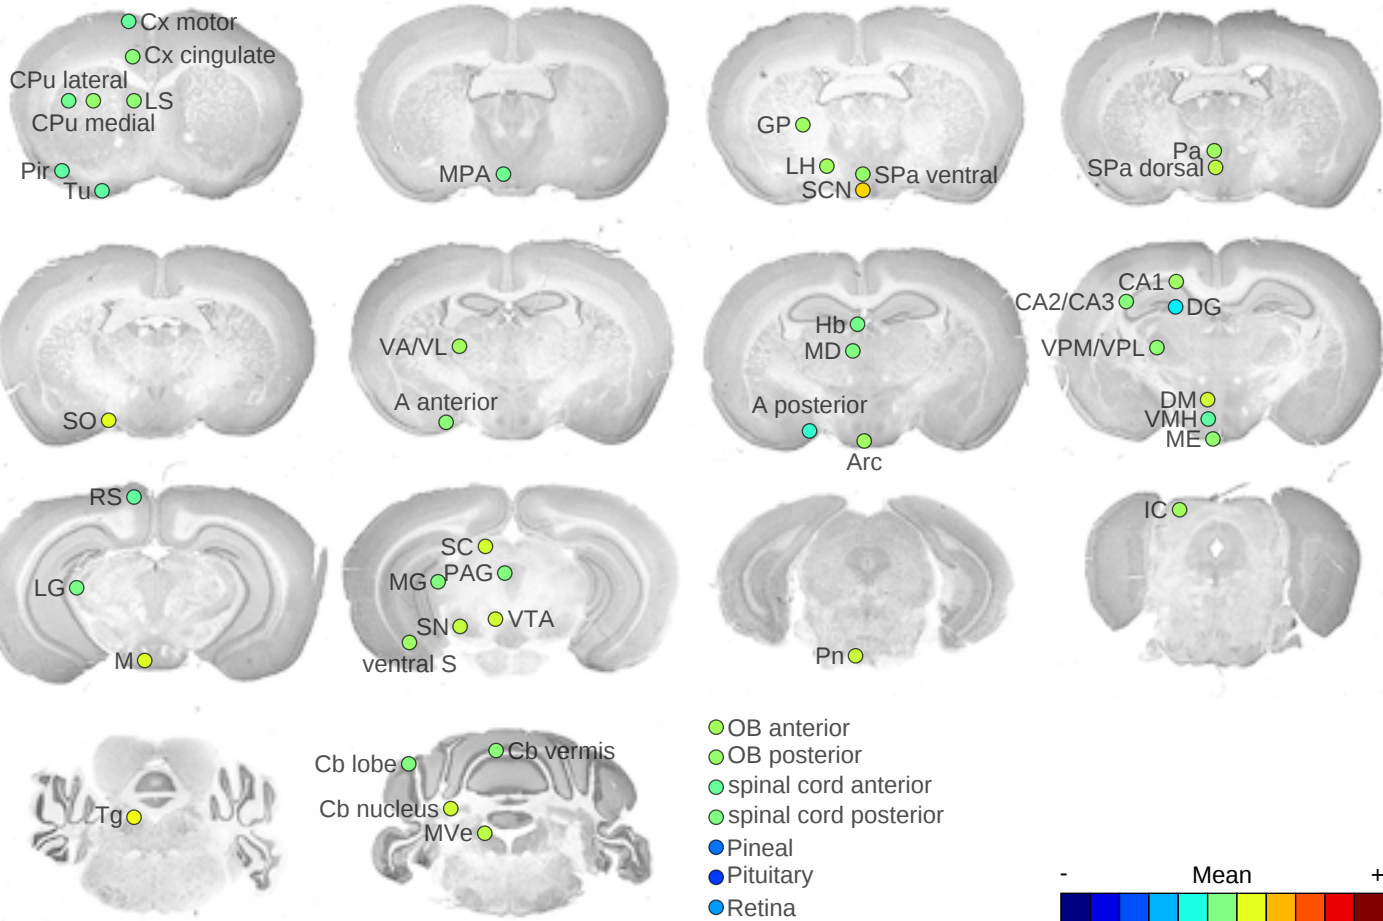 Cx motor
Cx cingulate
CPu lateral
LS
CPu medial
Pir
Tu
MPA
GP
LH
SPa ventral
SCN
Pa
SPa dorsal
SO
VA/VL
A anterior
Hb
MD
A posterior
Arc
CA1
CA2/CA3
DG
VPM/VPL
DM
VMH
ME
RS
LG
M
SC
MG
PAG
SN
VTA
ventral S
Pn
IC
Tg
Cb lobe
Cb vermis
Cb nucleus
MVe
OB anterior
OB posterior
spinal cord anterior
spinal cord posterior
Pineal
Pituitary
Retina
- Mean +